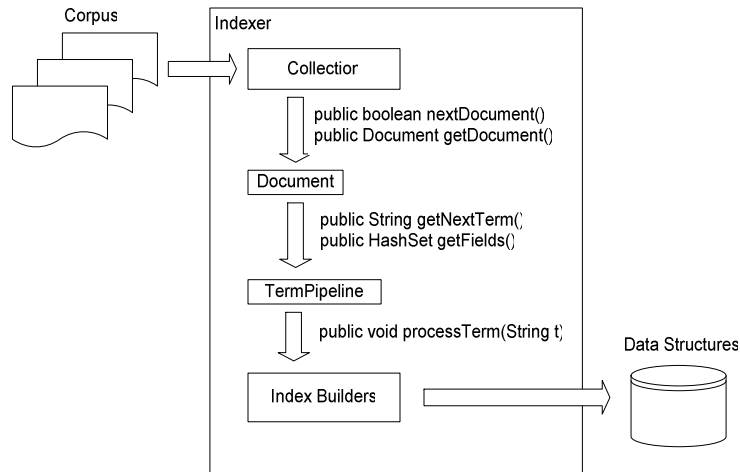 Corpus
Indexer
Collection
public boolean nextDocument()
public Document getDocument()
Document
public String getNextTerm()
public HashSet getFields()
TermPipeline
public void processTerm(String t)
Index Builders
Data Structures